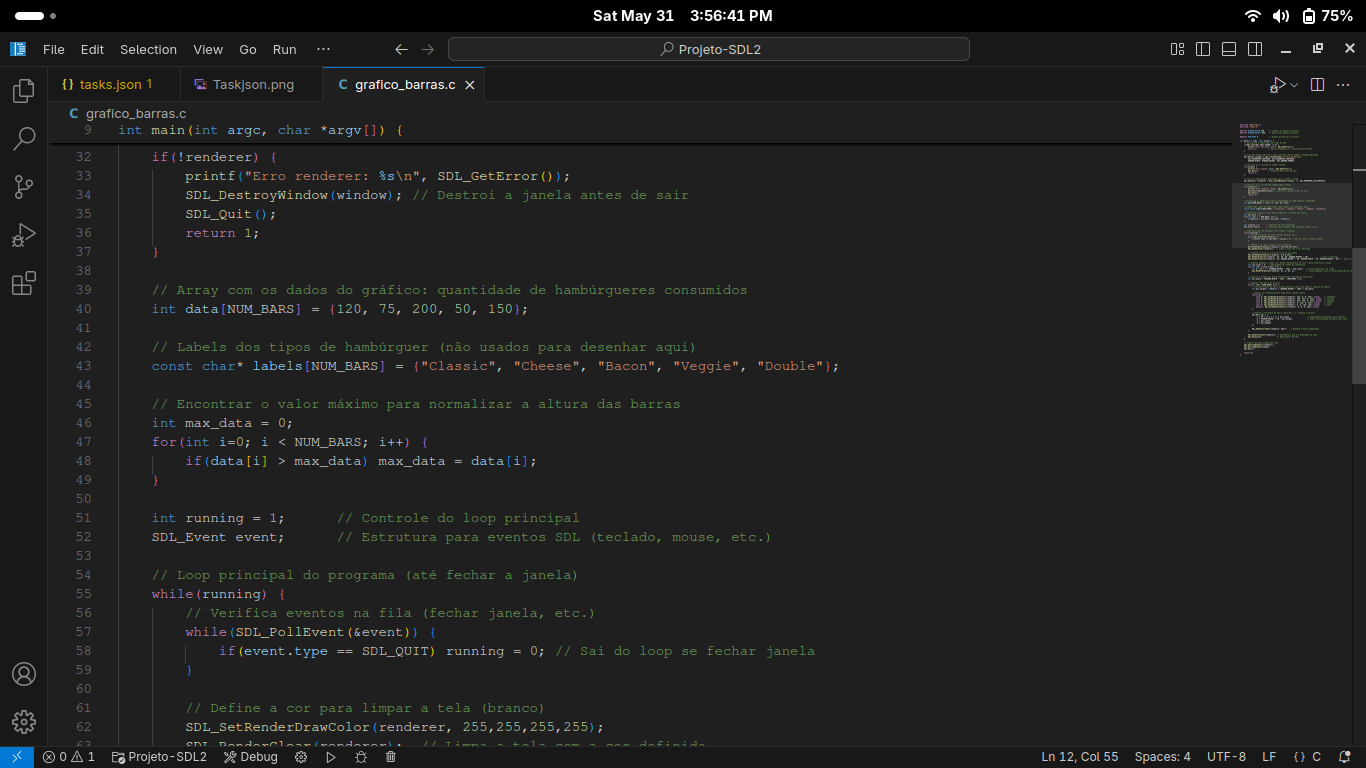 Sat May 31 3:56:41 PM
75%
File Edit Selection View Go Run ···
Projeto-SDL2
{} tasks.json 1
Taskjson.png
C grafico_barras.c
C grafico_barras.c
9 int main(int argc, char *argv[]) {
32 if(!renderer) {
33 printf("Erro renderer: %s\n", SDL_GetError());
34 SDL_DestroyWindow(window); // Destroi a janela antes de sair
35 SDL_Quit();
36 return 1;
37 }
38
39 // Array com os dados do gráfico: quantidade de hambúrgueres consumidos
40 int data[NUM_BARS] = {120, 75, 200, 50, 150};
41
42 // Labels dos tipos de hambúrguer (não usados para desenhar aqui)
43 const char* labels[NUM_BARS] = {"Classic", "Cheese", "Bacon", "Veggie", "Double"};
44
45 // Encontrar o valor máximo para normalizar a altura das barras
46 int max_data = 0;
47 for(int i=0; i < NUM_BARS; i++) {
48 if(data[i] > max_data) max_data = data[i];
49 }
50
51 int running = 1; // Controle do loop principal
52 SDL_Event event; // Estrutura para eventos SDL (teclado, mouse, etc.)
53
54 // Loop principal do programa (até fechar a janela)
55 while(running) {
56 // Verifica eventos na fila (fechar janela, etc.)
57 while(SDL_PollEvent(&event)) {
58 if(event.type == SDL_QUIT) running = 0; // Sai do loop se fechar janela
59 }
60
61 // Define a cor para limpar a tela (branco)
62 SDL_SetRenderDrawColor(renderer, 255,255,255,255);
63 SDL_RenderClear(renderer); // Limpa a tela com a cor definida
0 1 Projeto-SDL2 Debug
Ln 12, Col 55 Spaces: 4 UTF-8 LF {} C